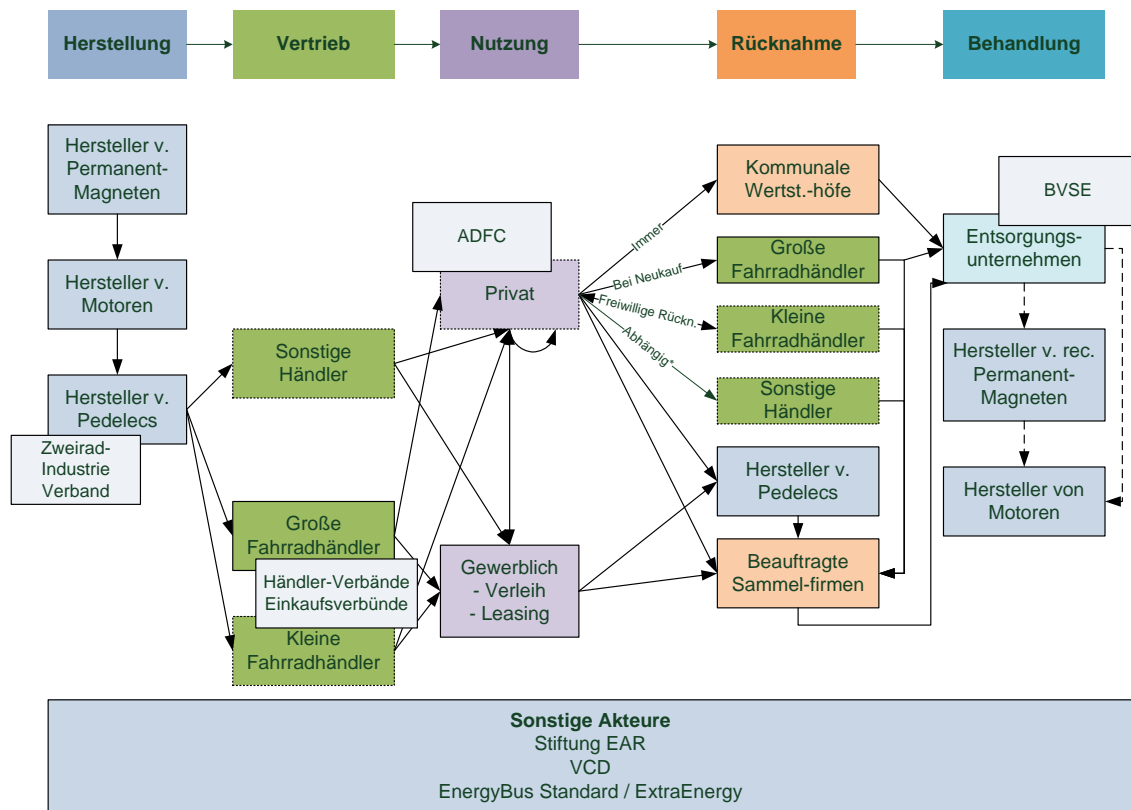 Herstellung
Vertrieb
Nutzung
Rücknahme
Behandlung
Hersteller v.
Permanent-
Magneten
Hersteller v.
Motoren
Hersteller v.
Pedelecs
Zweirad-
Industrie
Verband
Sonstige
Händler
Große
Fahrradhändler
Händler-Verbände
Einkaufsverbünde
Kleine
Fahrradhändler
ADFC
Privat
Gewerblich
- Verleih
- Leasing
Immer
Bei Neukauf
Freiwillige Rückn.
Abhängig*
Kommunale
Wertst.-höfe
Große
Fahrradhändler
Kleine
Fahrradhändler
Sonstige
Händler
Hersteller v.
Pedelecs
Beauftragte
Sammel-firmen
BVSE
Entsorgungs-
unternehmen
Hersteller v. rec.
Permanent-
Magneten
Hersteller von
Motoren
Sonstige Akteure
Stiftung EAR
VCD
EnergyBus Standard / ExtraEnergy